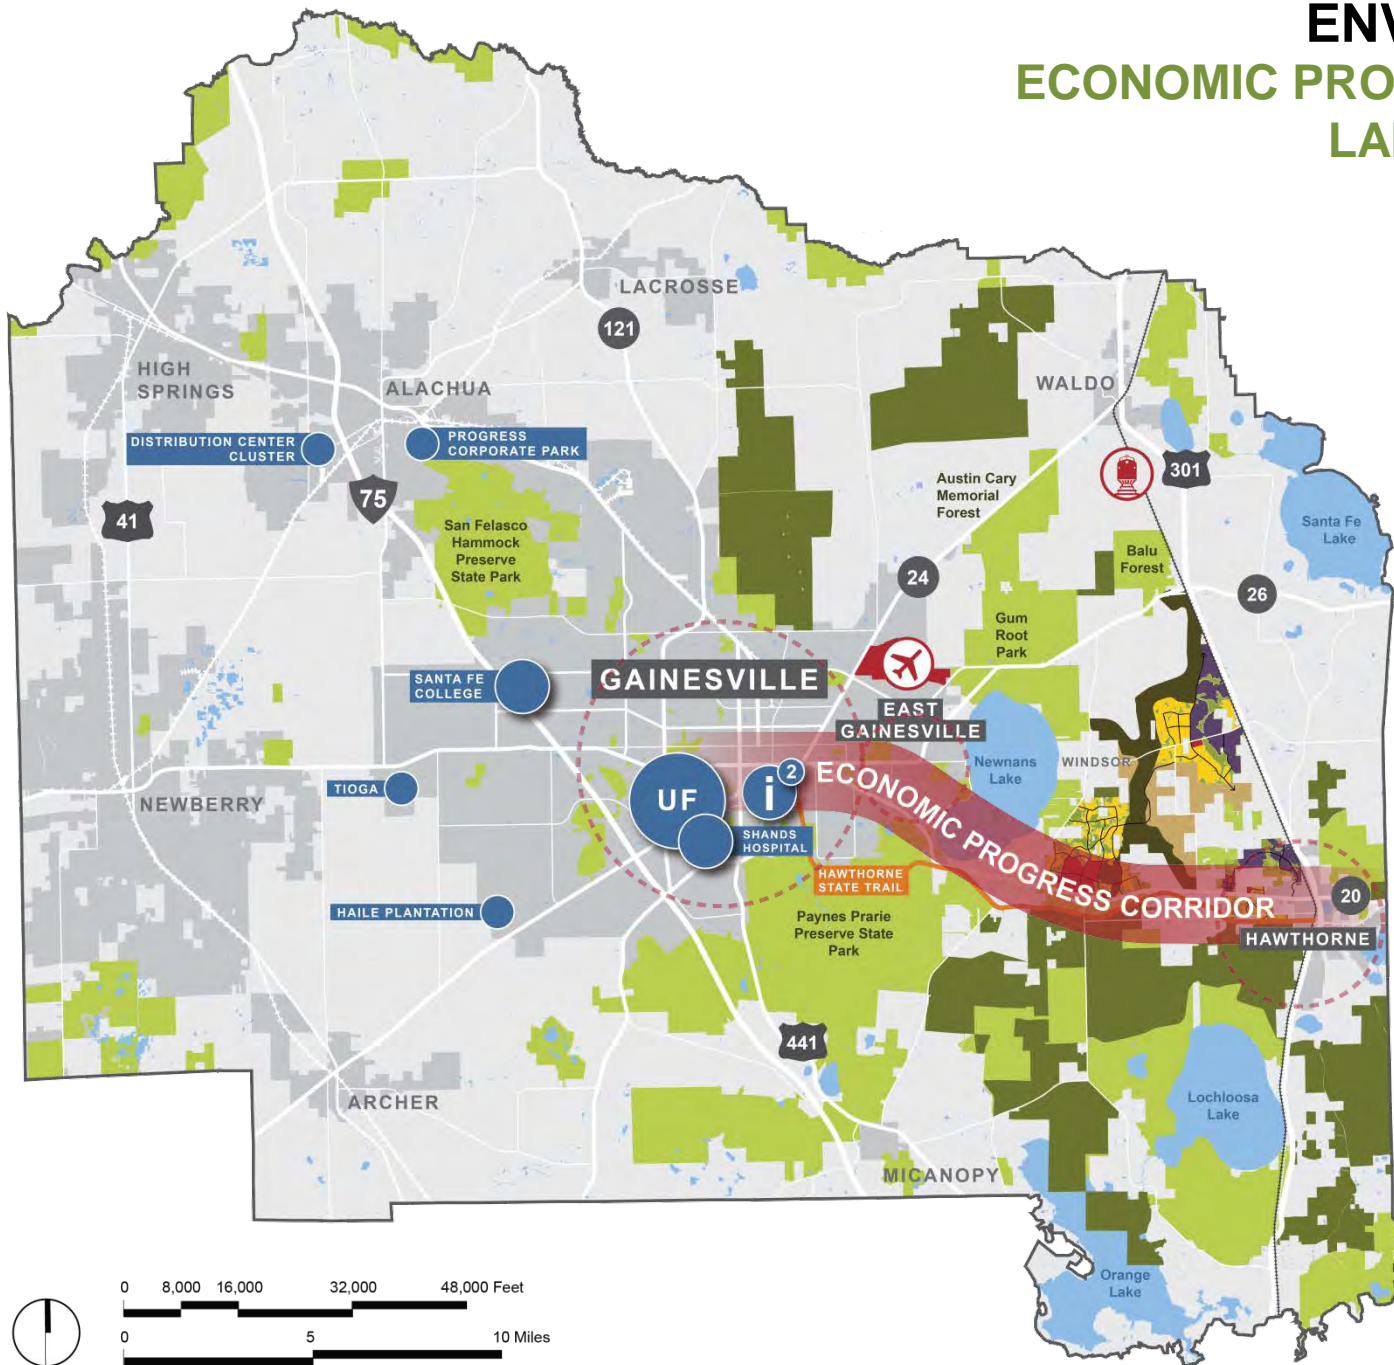 ENV
ECONOMIC PRO
LA
LACROSSE
121
HIGH
SPRINGS
ALACHUA
WALDO
DISTRIBUTION CENTER
CLUSTER
PROGRESS
CORPORATE PARK
301
75
41
Austin Cary
Memorial
Forest
San Felasco
Hammock
Preserve
State Park
Santa Fe
Lake
Balu
Forest
24
26
Gum
Root
Park
SANTA FE
COLLEGE
GAINESVILLE
EAST
GAINESVILLE
Newnans
Lake
WINDSOR
TIOGA
NEWBERRY
UF
i
2
ECONOMIC PROGRESS CORRIDOR
SHANDS
HOSPITAL
HAWTHORNE
STATE TRAIL
20
HAILE PLANTATION
Paynes Prarie
Preserve State
Park
HAWTHORNE
441
ARCHER
Lochloosa
Lake
MICANOPY
Orange
Lake
0 8,000 16,000 32,000 48,000 Feet
0 5 10 Miles